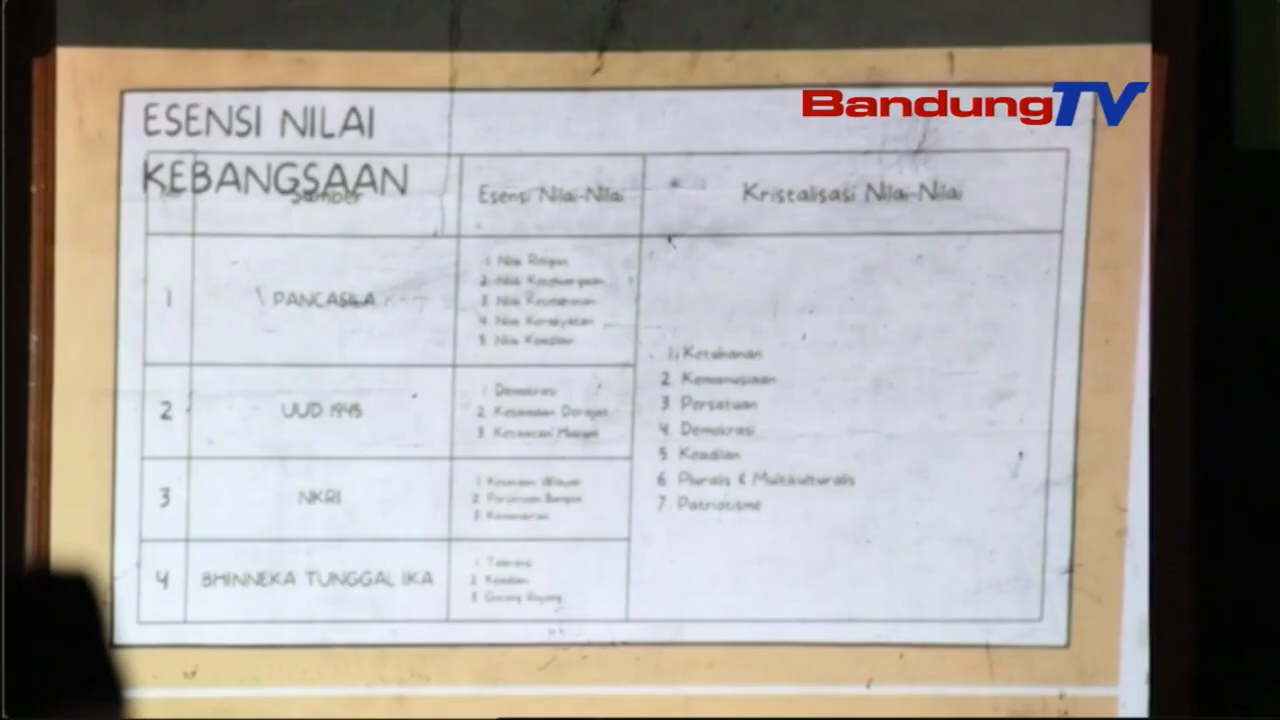 BandungTV
ESENSI NILAI
KEBANGSAAN
Sumber
Esensi Nilai-Nilai
Kristalisasi Nilai-Nilai
1
PANCASILA
1 Nilai Religius
2 Nilai Kekeluargaan
3 Nilai
4 Nilai Kerakyatan
5 Nilai Keadilan
2
UUD 1945
1 Demokrasi
2 Kesamaan Derajat
3
3
NKRI
1 Kesatuan Wilayah
2 Persatuan Bangsa
3 Kemandirian
4
BHINNEKA TUNGGAL IKA
1 Toleransi
2 Keadilan
3 Gotong Royong
1. Ketuhanan
2. Kemanusiaan
3 Persatuan
4 Demokrasi
5 Keadilan
6 Pluralis & Multikulturalis
7 Patriotisme